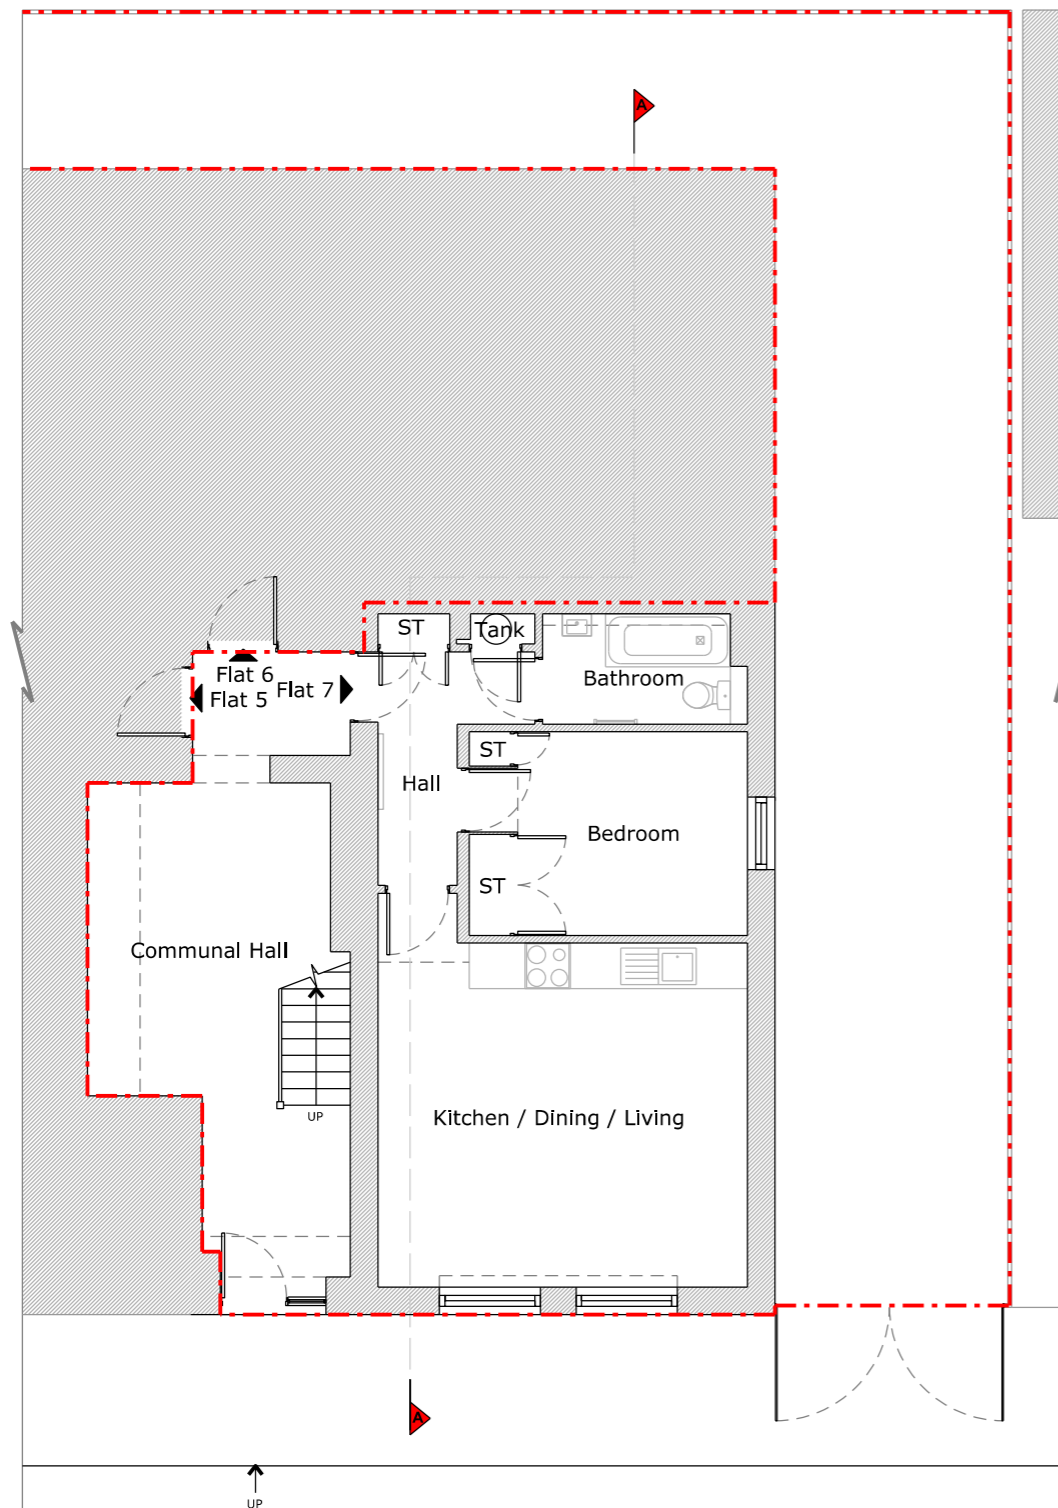 A
ST
Tank
Flat 6
Bathroom
Flat 7
Flat 5
ST
Hall
Bedroom
ST
Communal Hall
UP
Kitchen / Dining / Living
A
UP